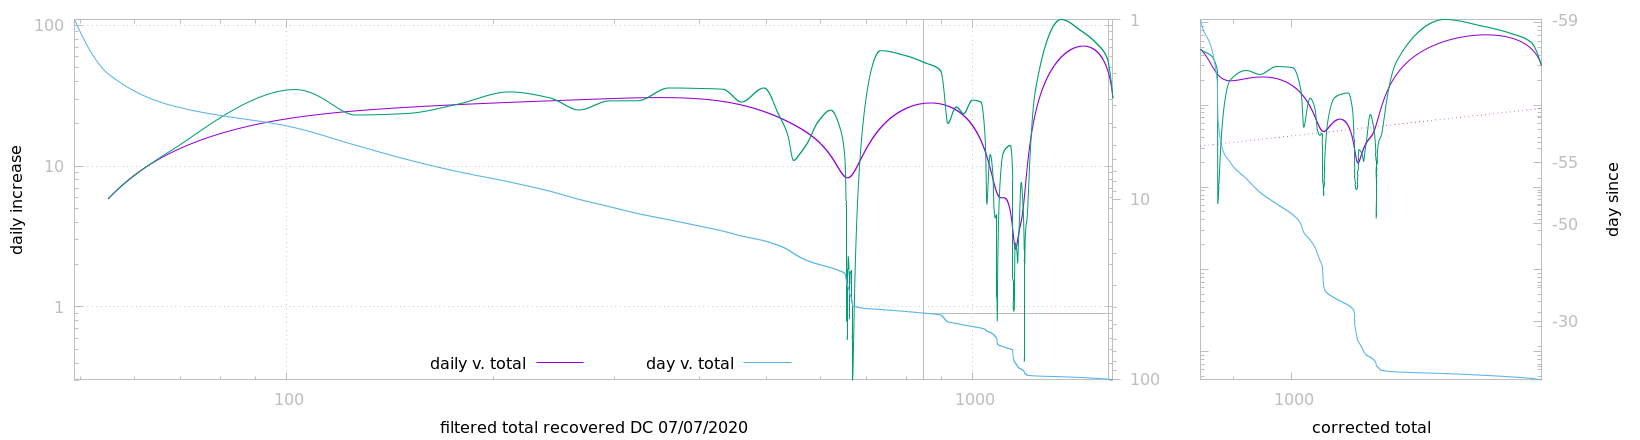 100
10
1
daily increase
daily v. total
day v. total
100
1000
filtered total recovered DC 07/07/2020
1
10
100
1000
corrected total
-59
-55
-50
-30
day since